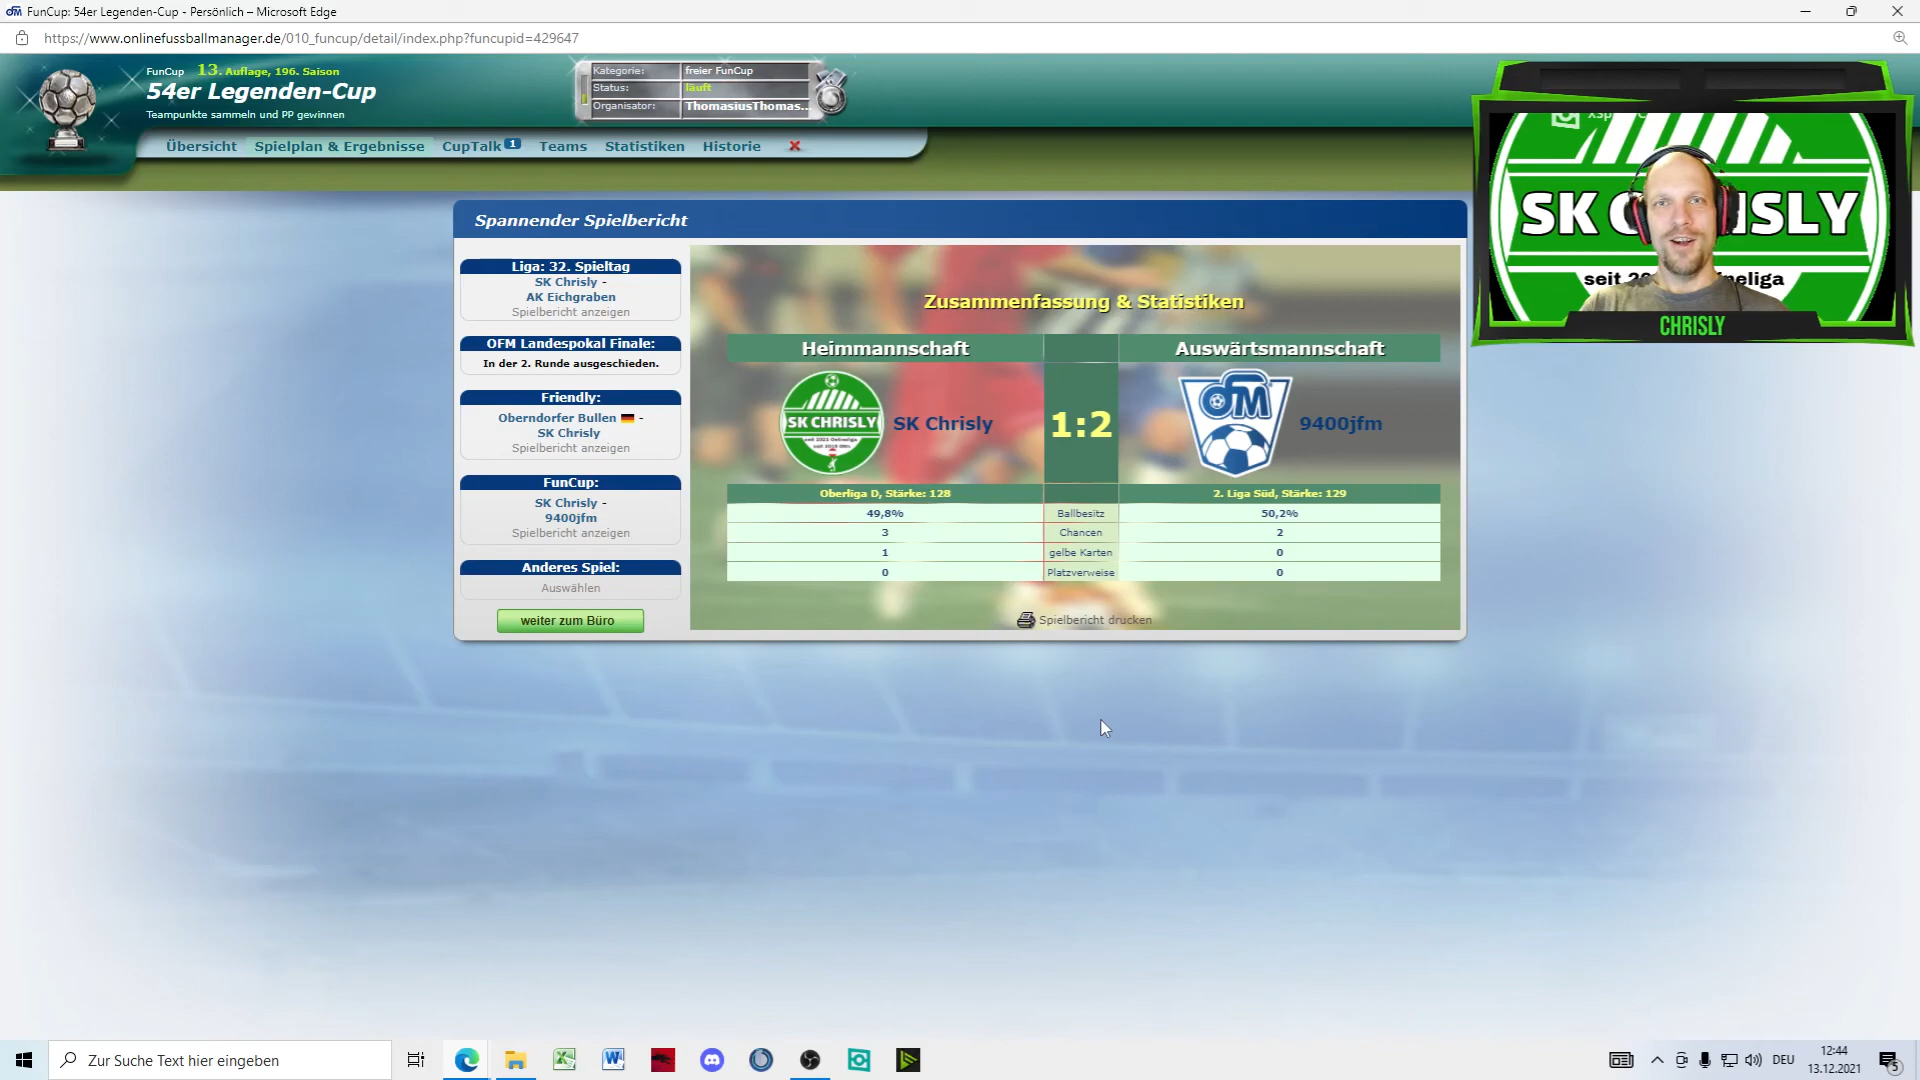 FunCup: 54er Legenden-Cup - Persönlich – Microsoft Edge
https://www.onlinefussballmanager.de/010_funcup/detail/index.php?funcupid=429647
FunCup 13. Auflage, 196. Saison
54er Legenden-Cup
Teampunkte sammeln und PP gewinnen
Kategorie: freier FunCup
Status: läuft
Organisator: ThomasiusThomas...
Übersicht Spielplan & Ergebnisse CupTalk 1 Teams Statistiken Historie
Spannender Spielbericht
Liga: 32. Spieltag
SK Chrisly -
AK Eichgraben
Spielbericht anzeigen
OFM Landespokal Finale:
In der 2. Runde ausgeschieden.
Friendly:
Oberndorfer Bullen -
SK Chrisly
Spielbericht anzeigen
FunCup:
SK Chrisly -
9400jfm
Spielbericht anzeigen
Anderes Spiel:
Auswählen
weiter zum Büro
Zusammenfassung & Statistiken
Heimmannschaft Auswärtsmannschaft
SK CHRISLY
SK Chrisly 1:2 OFM 9400jfm
Oberliga D, Stärke: 128 2. Liga Süd, Stärke: 129
49,8% Ballbesitz 50,2%
3 Chancen 2
1 gelbe Karten 0
0 Platzverweise 0
Spielbericht drucken
SK C ISLY
seit 20 neliga
CHRISLY
Zur Suche Text hier eingeben
DEU
12:44
13.12.2021
5